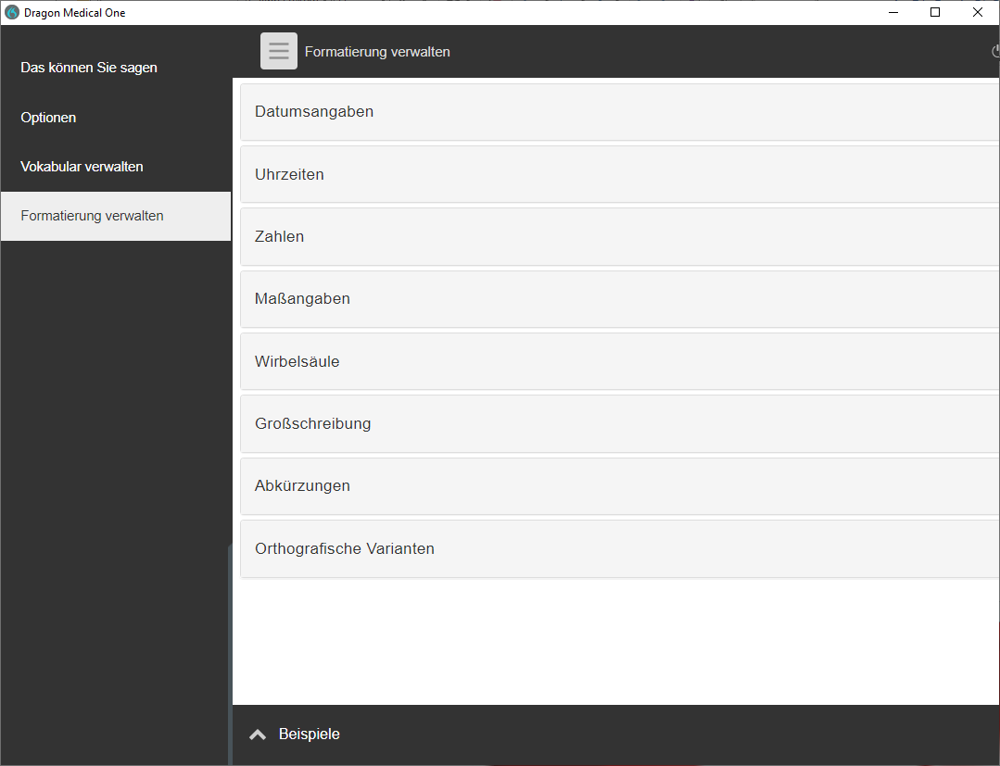 Dragon Medical One
Das können Sie sagen
Optionen
Vokabular verwalten
Formatierung verwalten
Formatierung verwalten
Datumsangaben
Uhrzeiten
Zahlen
Maßangaben
Wirbelsäule
Großschreibung
Abkürzungen
Orthografische Varianten
Beispiele